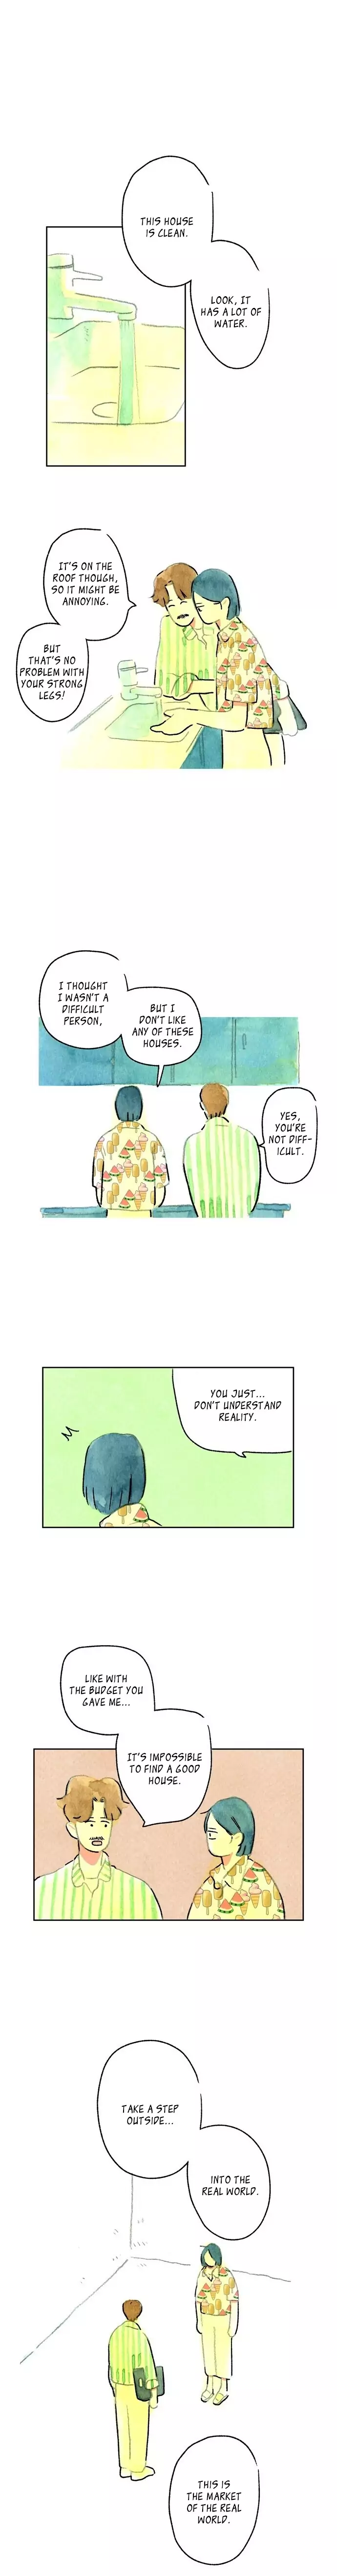 THIS HOUSE
IS CLEAN.
LOOK, IT
HAS A LOT OF
WATER.
IT'S ON THE
ROOF THOUGH,
SO IT MIGHT BE
ANNOYING.
BUT
THAT'S NO
PROBLEM WITH
YOUR STRONG
LEGS!
I THOUGHT
I WASN'T A
DIFFICULT
PERSON,
BUT I
DON'T LIKE
ANY OF THESE
HOUSES.
YES,
YOU'RE
NOT DIFF-
ICULT.
YOU JUST...
DON'T UNDERSTAND
REALITY.
LIKE WITH
THE BUDGET YOU
GAVE ME...
IT'S IMPOSSIBLE
TO FIND A GOOD
HOUSE.
TAKE A STEP
OUTSIDE...
INTO THE
REAL WORLD.
THIS IS
THE MARKET
OF THE REAL
WORLD.